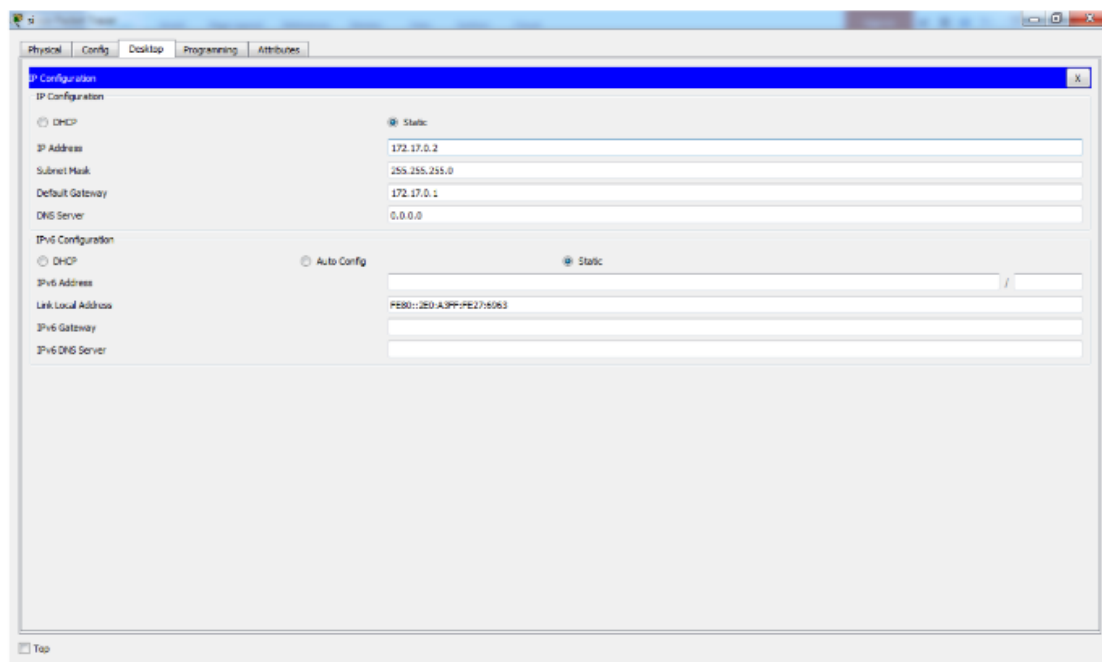 si
Physical Config Desktop Programming Attributes
IP Configuration X
IP Configuration
DHCP Static
IP Address 172.17.0.2
Subnet Mask 255.255.255.0
Default Gateway 172.17.0.1
DNS Server 0.0.0.0
IPv6 Configuration
DHCP Auto Config Static
IPv6 Address /
Link Local Address FE80::2E0:A3FF:FE27:6963
IPv6 Gateway
IPv6 DNS Server
Top